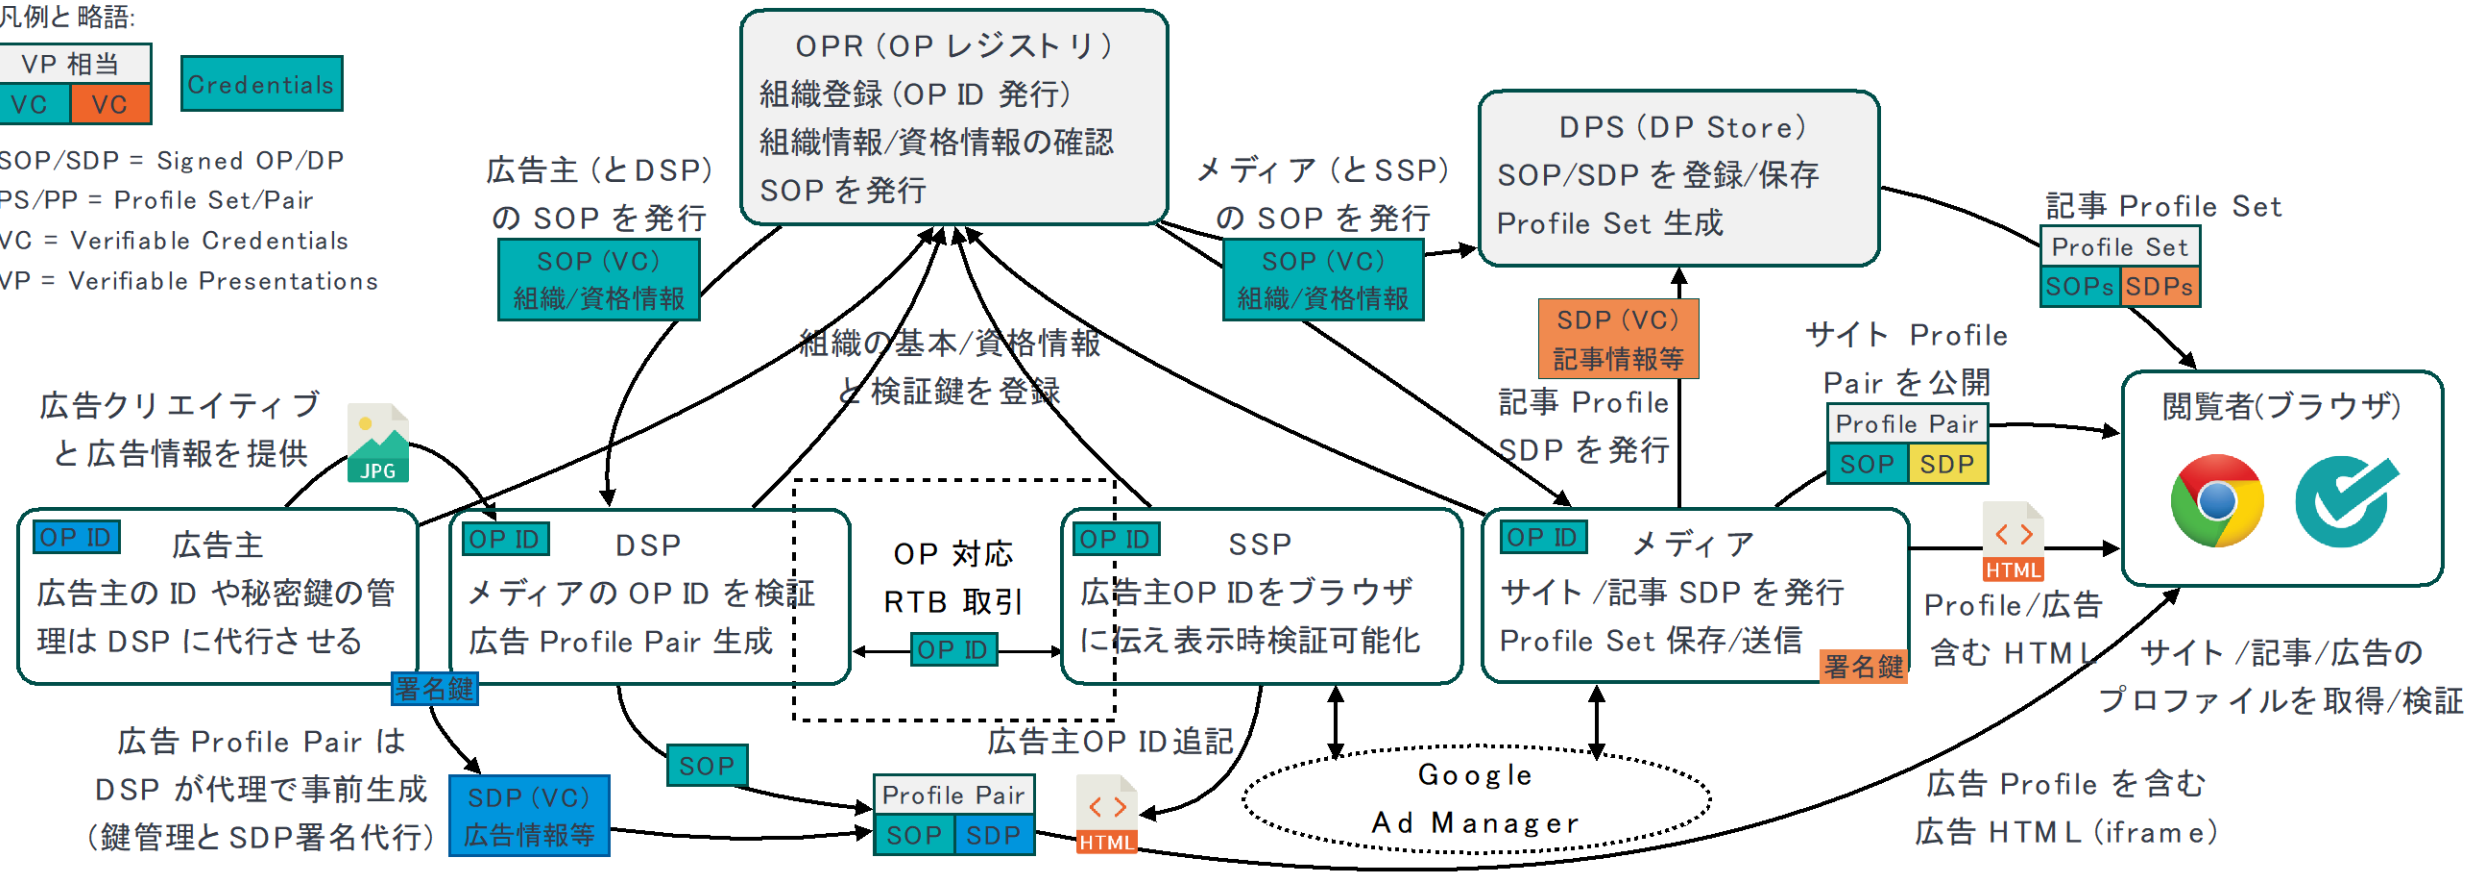 凡例と略語:
VP 相当
VC
VC
Credentials
SOP/SDP = Signed OP/DP
PS/PP = Profile Set/Pair
VC = Verifiable Credentials
VP = Verifiable Presentations
OPR (OP レジストリ)
組織登録 (OP ID 発行)
組織情報/資格情報の確認
SOP を発行
DPS (DP Store)
SOP/SDP を登録/保存
Profile Set 生成
広告主 (とDSP)
の SOP を発行
SOP (VC)
組織/資格情報
メディア (とSSP)
の SOP を発行
SOP (VC)
組織/資格情報
記事 Profile Set
Profile Set
SOPs
SDPs
組織の基本/資格情報
と検証鍵を登録
SDP (VC)
記事情報等
記事 Profile
SDP を発行
サイト Profile
Pair を公開
Profile Pair
SOP
SDP
閲覧者(ブラウザ)
広告クリエイティブ
と広告情報を提供
JPG
OP ID
広告主
広告主の ID や秘密鍵の管
理は DSP に代行させる
署名鍵
OP ID
DSP
メディアの OP ID を検証
広告 Profile Pair 生成
OP 対応
RTB 取引
OP ID
OP ID
SSP
広告主OP IDをブラウザ
に伝え表示時検証可能化
OP ID
メディア
サイト/記事 SDP を発行
Profile Set 保存/送信
署名鍵
HTML
Profile/広告
含む HTML
サイト/記事/広告の
プロファイルを取得/検証
広告 Profile Pair は
DSP が代理で事前生成
(鍵管理とSDP署名代行)
SDP (VC)
広告情報等
SOP
Profile Pair
SOP
SDP
広告主OP ID追記
HTML
Google
Ad Manager
広告 Profile を含む
広告 HTML (iframe)